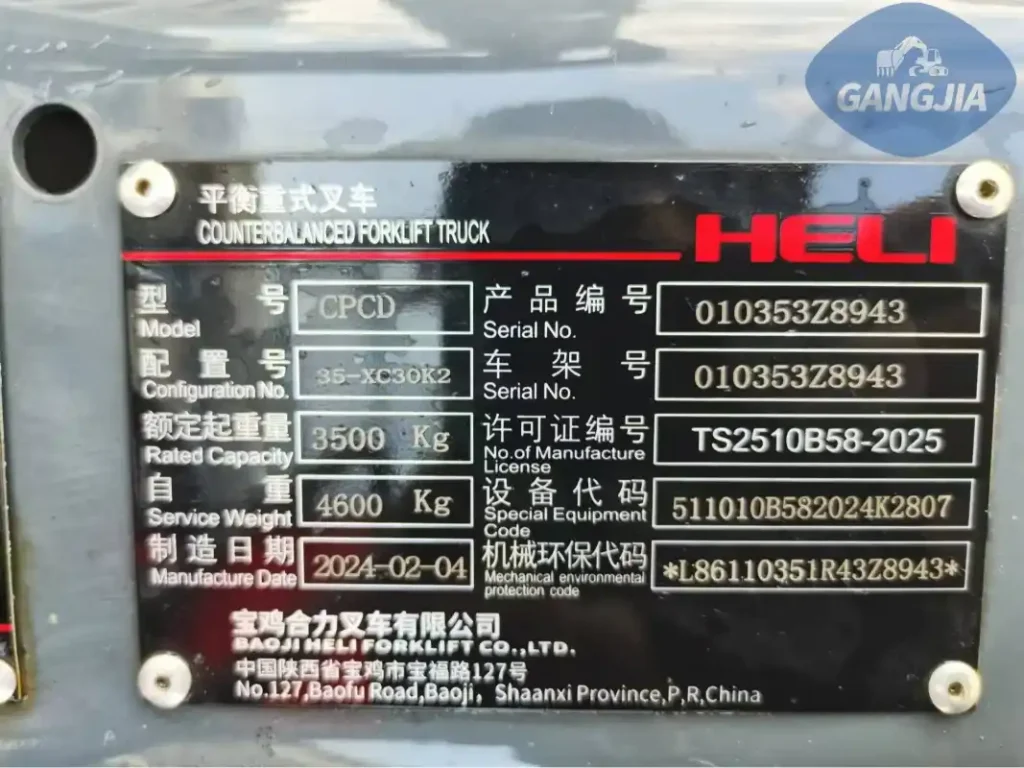 GANGJIA
平衡重式叉车
COUNTERBALANCED FORKLIFT TRUCK
HELI
型 号 CPCD 产品编号 010353Z8943
Model Serial No.
配置号 35-XC30K2 车架号 010353Z8943
Configuration No. Serial No.
额定起重量 3500 Kg 许可证编号 TS2510B58-2025
Rated Capacity No.of Manufacture
License
自 重 4600 Kg 设备代码 511010B582024K2807
Service Weight Special Equipment
Code
制造日期 2024-02-04 机械环保代码 *L86110351R43Z8943*
Manufacture Date Mechanical environmental
protection code
宝鸡合力叉车有限公司
BAOJI HELI FORKLIFT CO.,LTD.
中国陕西省宝鸡市宝福路127号
No.127,Baofu Road,Baoji, Shaanxi Province,P,R,China